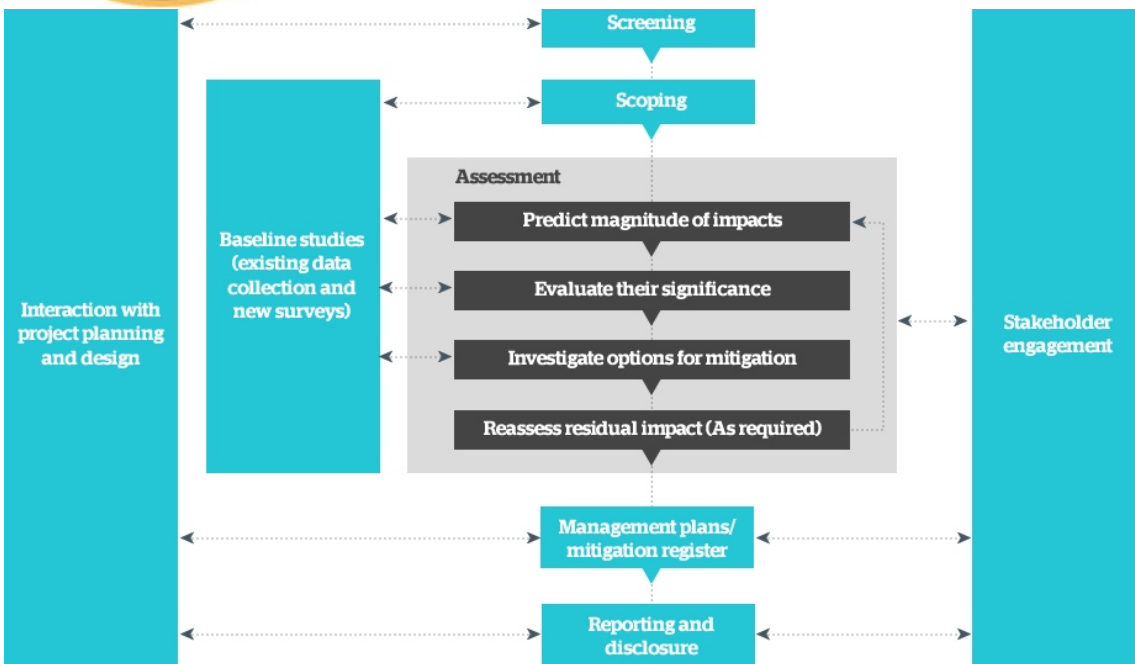 Screening
Scoping
Assessment
Predict magnitude of impacts
Evaluate their significance
Investigate options for mitigation
Reassess residual impact (As required)
Baseline studies
(existing data
collection and
new surveys)
Interaction with
project planning
and design
Stakeholder
engagement
Management plans/
mitigation register
Reporting and
disclosure